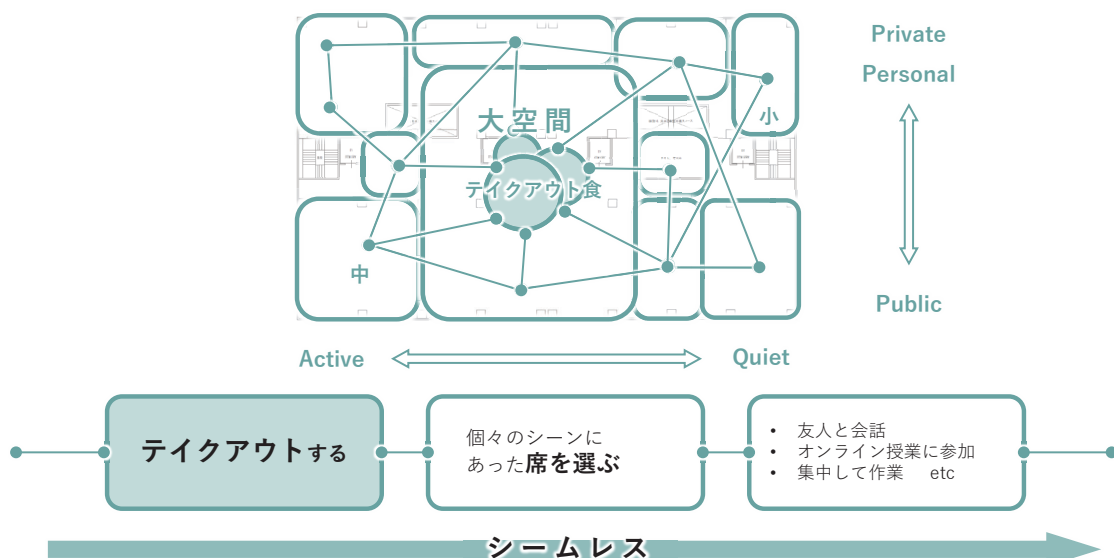 Private
Personal
大空間
小
テイクアウト食
中
Public
Active
Quiet
テイクアウトする
個々のシーンに
あった席を選ぶ
• 友人と会話
• オンライン授業に参加
• 集中して作業 etc
シームレス